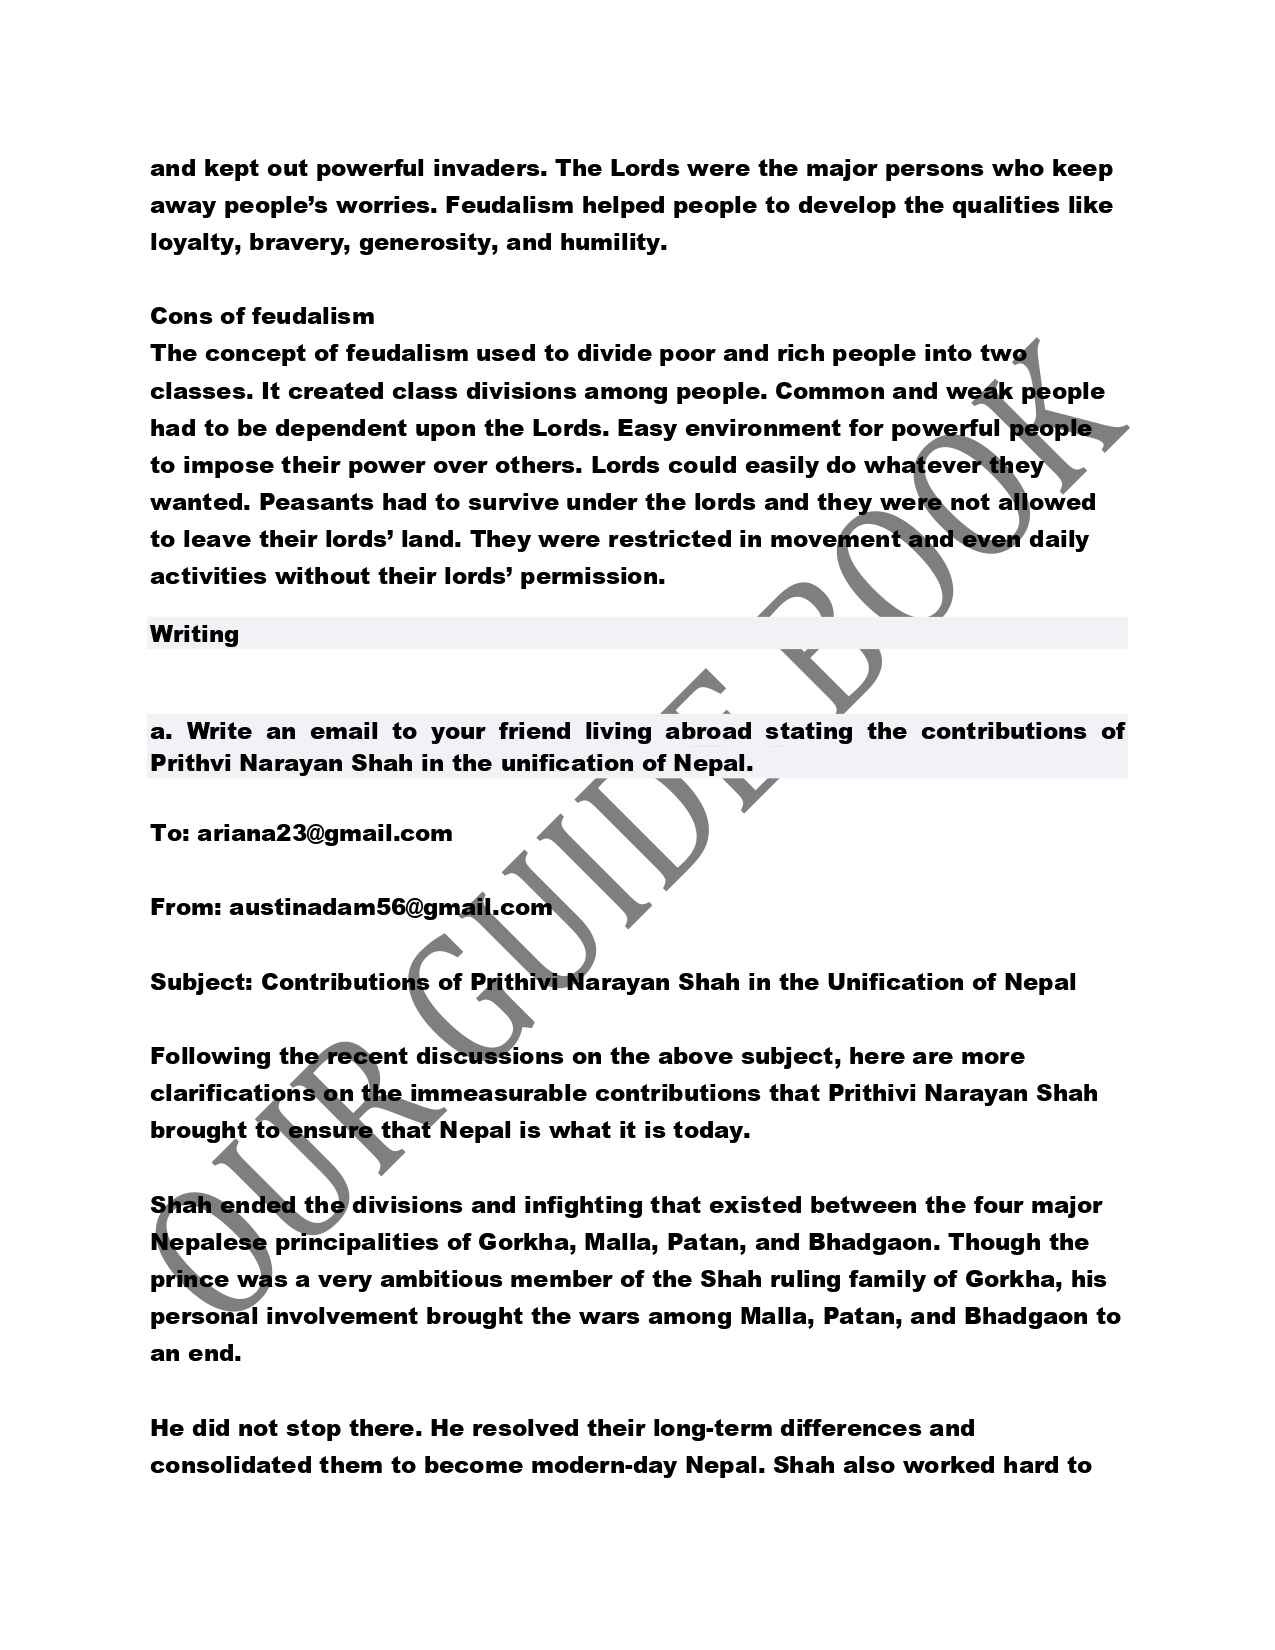 and kept out powerful invaders. The Lords were the major persons who keep
away people’s worries. Feudalism helped people to develop the qualities like
loyalty, bravery, generosity, and humility.
Cons of feudalism
The concept of feudalism used to divide poor and rich people into two
classes. It created class divisions among people. Common and weak people
had to be dependent upon the Lords. Easy environment for powerful people
to impose their power over others. Lords could easily do whatever they
wanted. Peasants had to survive under the lords and they were not allowed
to leave their lords’ land. They were restricted in movement and even daily
activities without their lords’ permission.
Writing
a. Write an email to your friend living abroad stating the contributions of
Prithvi Narayan Shah in the unification of Nepal.
To: ariana23@gmail.com
From: austinadam56@gmail.com
Subject: Contributions of Prithivi Narayan Shah in the Unification of Nepal
Following the recent discussions on the above subject, here are more
clarifications on the immeasurable contributions that Prithivi Narayan Shah
brought to ensure that Nepal is what it is today.
Shah ended the divisions and infighting that existed between the four major
Nepalese principalities of Gorkha, Malla, Patan, and Bhadgaon. Though the
prince was a very ambitious member of the Shah ruling family of Gorkha, his
personal involvement brought the wars among Malla, Patan, and Bhadgaon to
an end.
He did not stop there. He resolved their long-term differences and
consolidated them to become modern-day Nepal. Shah also worked hard to
OUR GUIDE BOOK